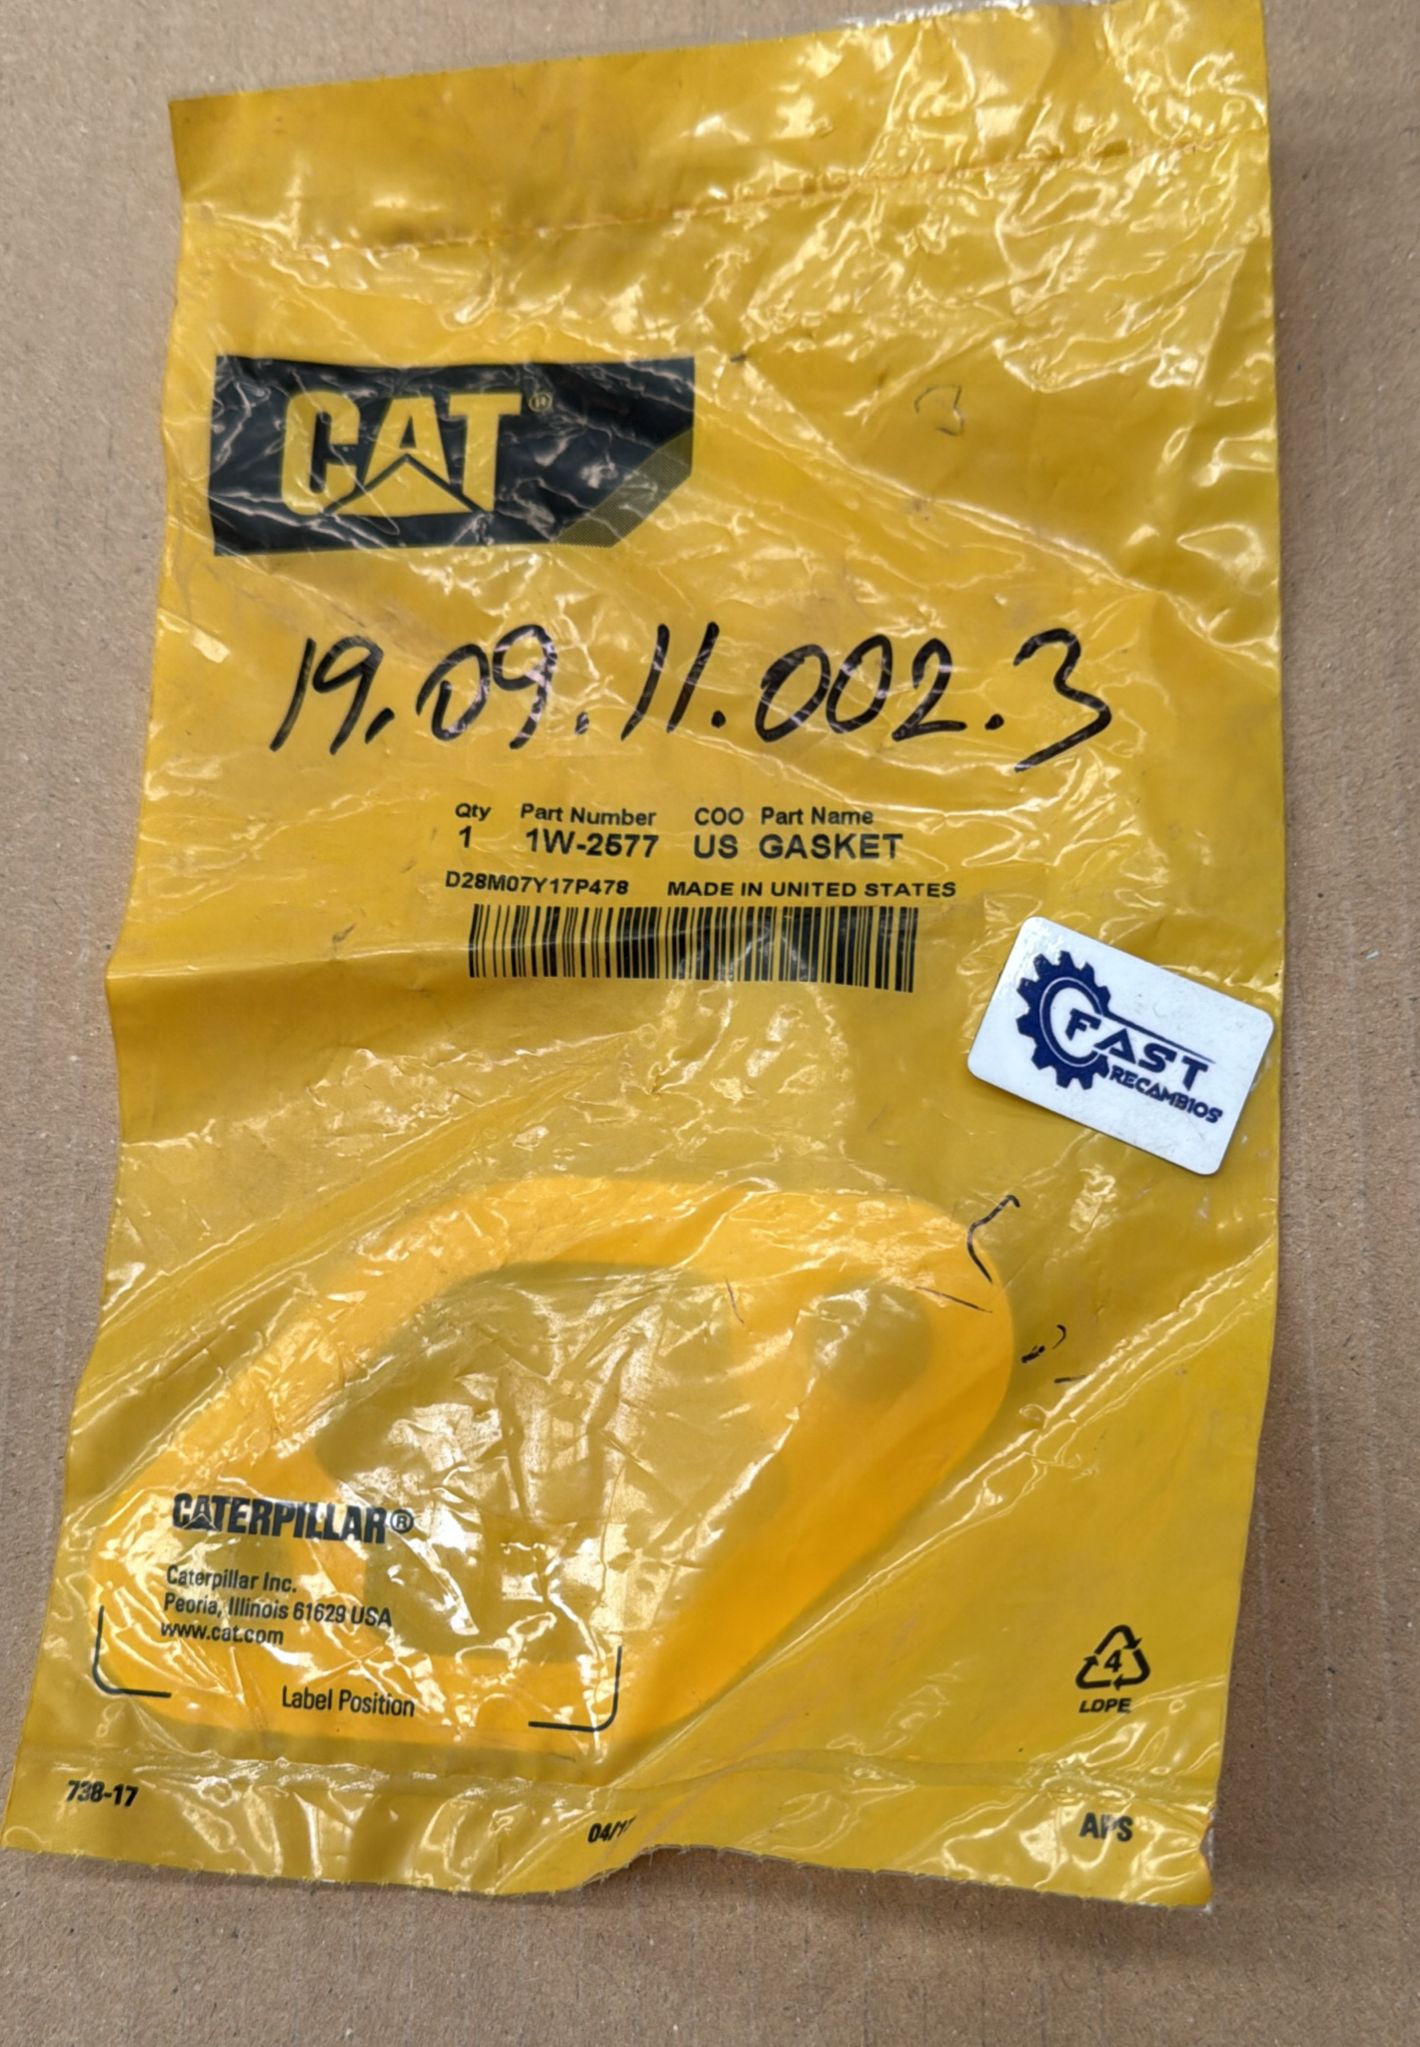 CAT®
19.09.11.002.3
Qty Part Number COO Part Name
1 1W-2577 US GASKET
D28M07Y17P478 MADE IN UNITED STATES
FAST
RECAMBIOS
CATERPILLAR®
Caterpillar Inc.
Peoria, Illinois 61629 USA
www.cat.com
Label Position
4
LDPE
738-17
04/17
APS